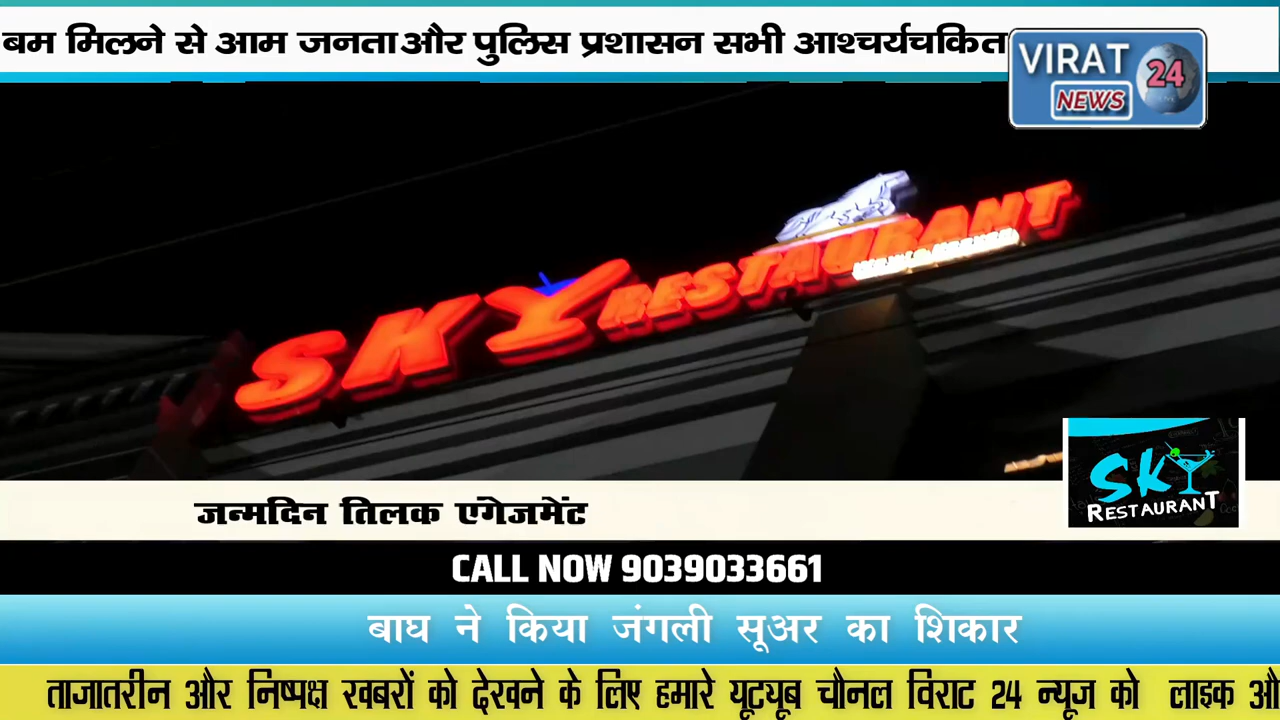 बम मिलने से आम जनता और पुलिस प्रशासन सभी आश्चर्यचकित
VIRAT
24
NEWS
SKY RESTAURANT
SKY
RESTAURANT
जन्मदिन तिलक एंगेजमेंट
CALL NOW 9039033661
बाघ ने किया जंगली सूअर का शिकार
ताजातरीन और निष्पक्ष खबरों को देखने के लिए हमारे यूटयूब चौनल विराट 24 न्यूज को लाइक औ